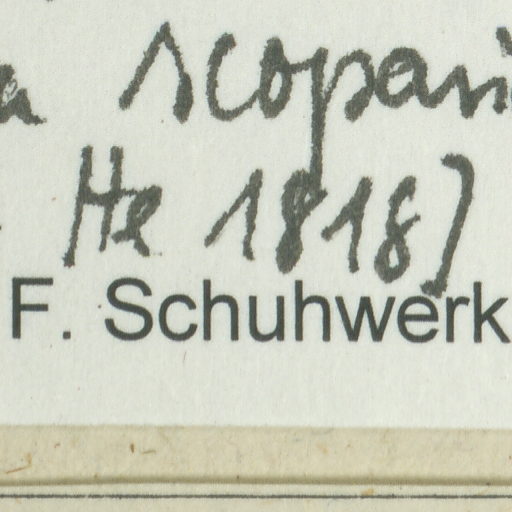 a scopari
He 1818)
F. Schuhwerk